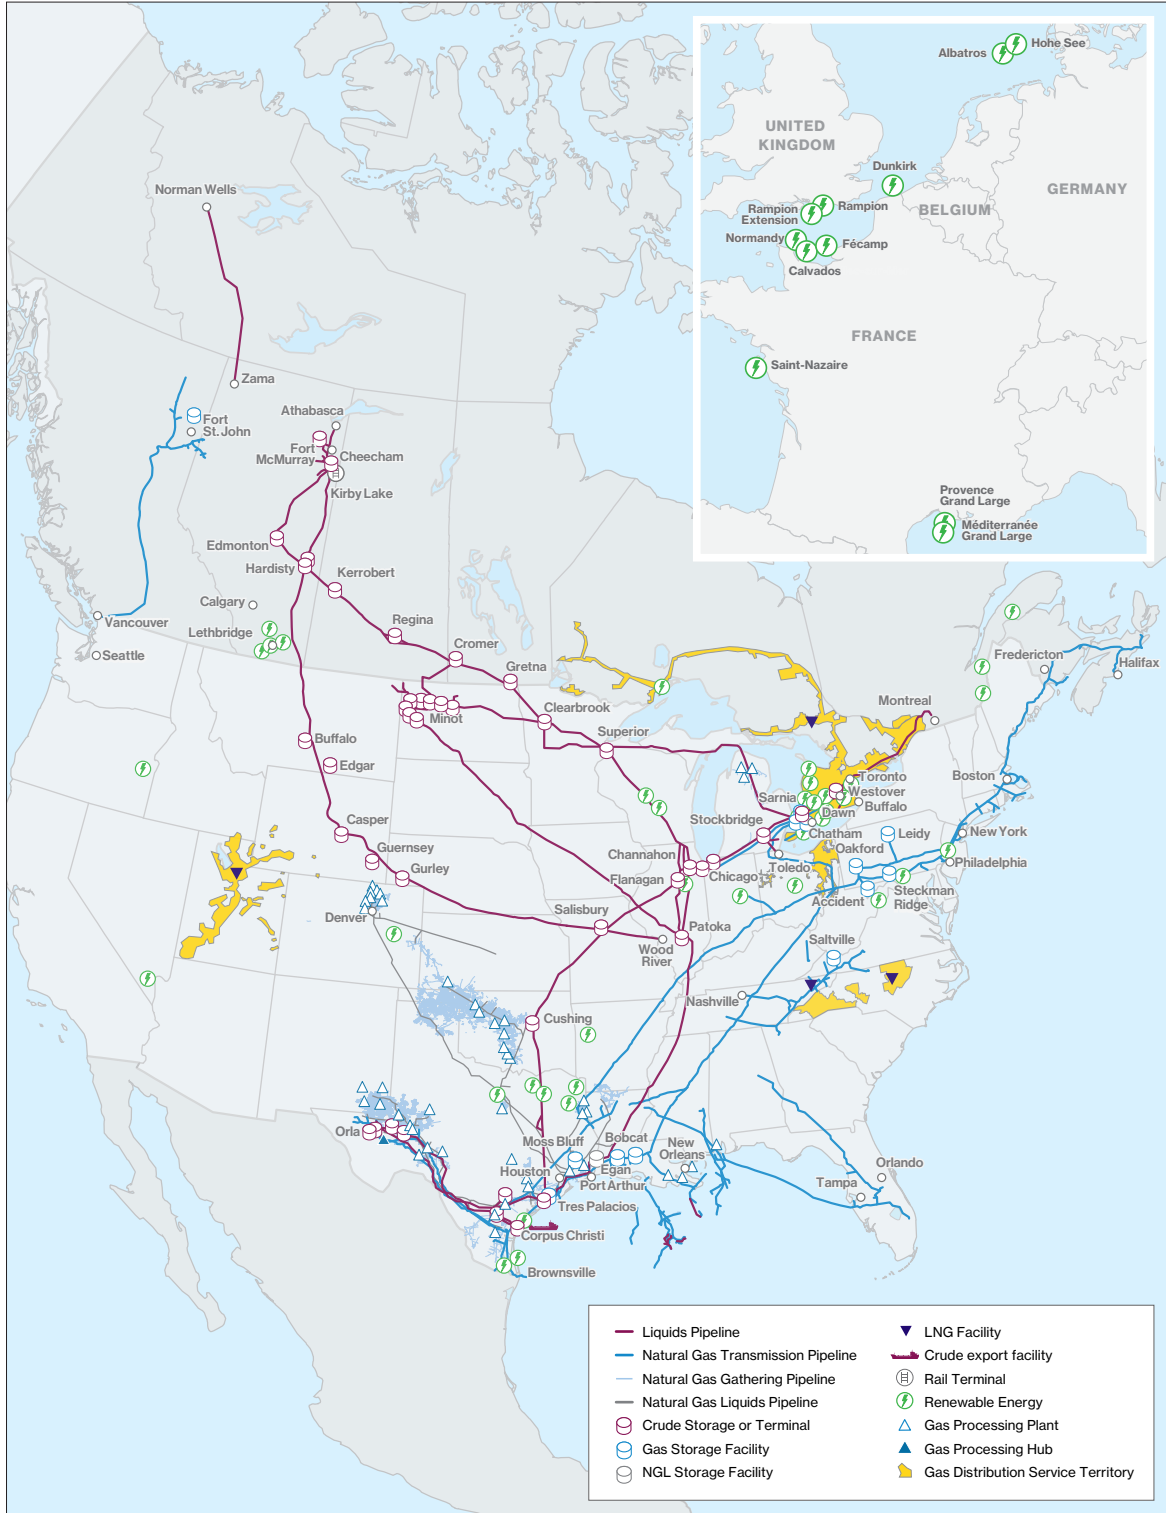 Albatros
Hohe See
UNITED
KINGDOM
Dunkirk
GERMANY
Rampion
Rampion
Extension
BELGIUM
Normandy
Fécamp
Calvados
FRANCE
Saint-Nazaire
Provence
Grand Large
Méditerranée
Grand Large
Norman Wells
Zama
Fort
St. John
Athabasca
Fort
McMurray
Cheecham
Kirby Lake
Edmonton
Hardisty
Kerrobert
Calgary
Regina
Vancouver
Lethbridge
Seattle
Cromer
Gretna
Fredericton
Halifax
Minot
Clearbrook
Montreal
Superior
Buffalo
Edgar
Toronto
Boston
Sarnia
Westover
Buffalo
Dawn
Casper
Stockbridge
Chatham
Leidy
New York
Guernsey
Channahon
Oakford
Philadelphia
Gurley
Flanagan
Chicago
Toledo
Steckman
Ridge
Accident
Denver
Salisbury
Patoka
Wood
River
Saltville
Nashville
Cushing
Orla
Moss Bluff
Bobcat
New
Orleans
Houston
Egan
Port Arthur
Orlando
Tampa
Tres Palacios
Corpus Christi
Brownsville
Liquids Pipeline
Natural Gas Transmission Pipeline
Natural Gas Gathering Pipeline
Natural Gas Liquids Pipeline
Crude Storage or Terminal
Gas Storage Facility
NGL Storage Facility
LNG Facility
Crude export facility
Rail Terminal
Renewable Energy
Gas Processing Plant
Gas Processing Hub
Gas Distribution Service Territory